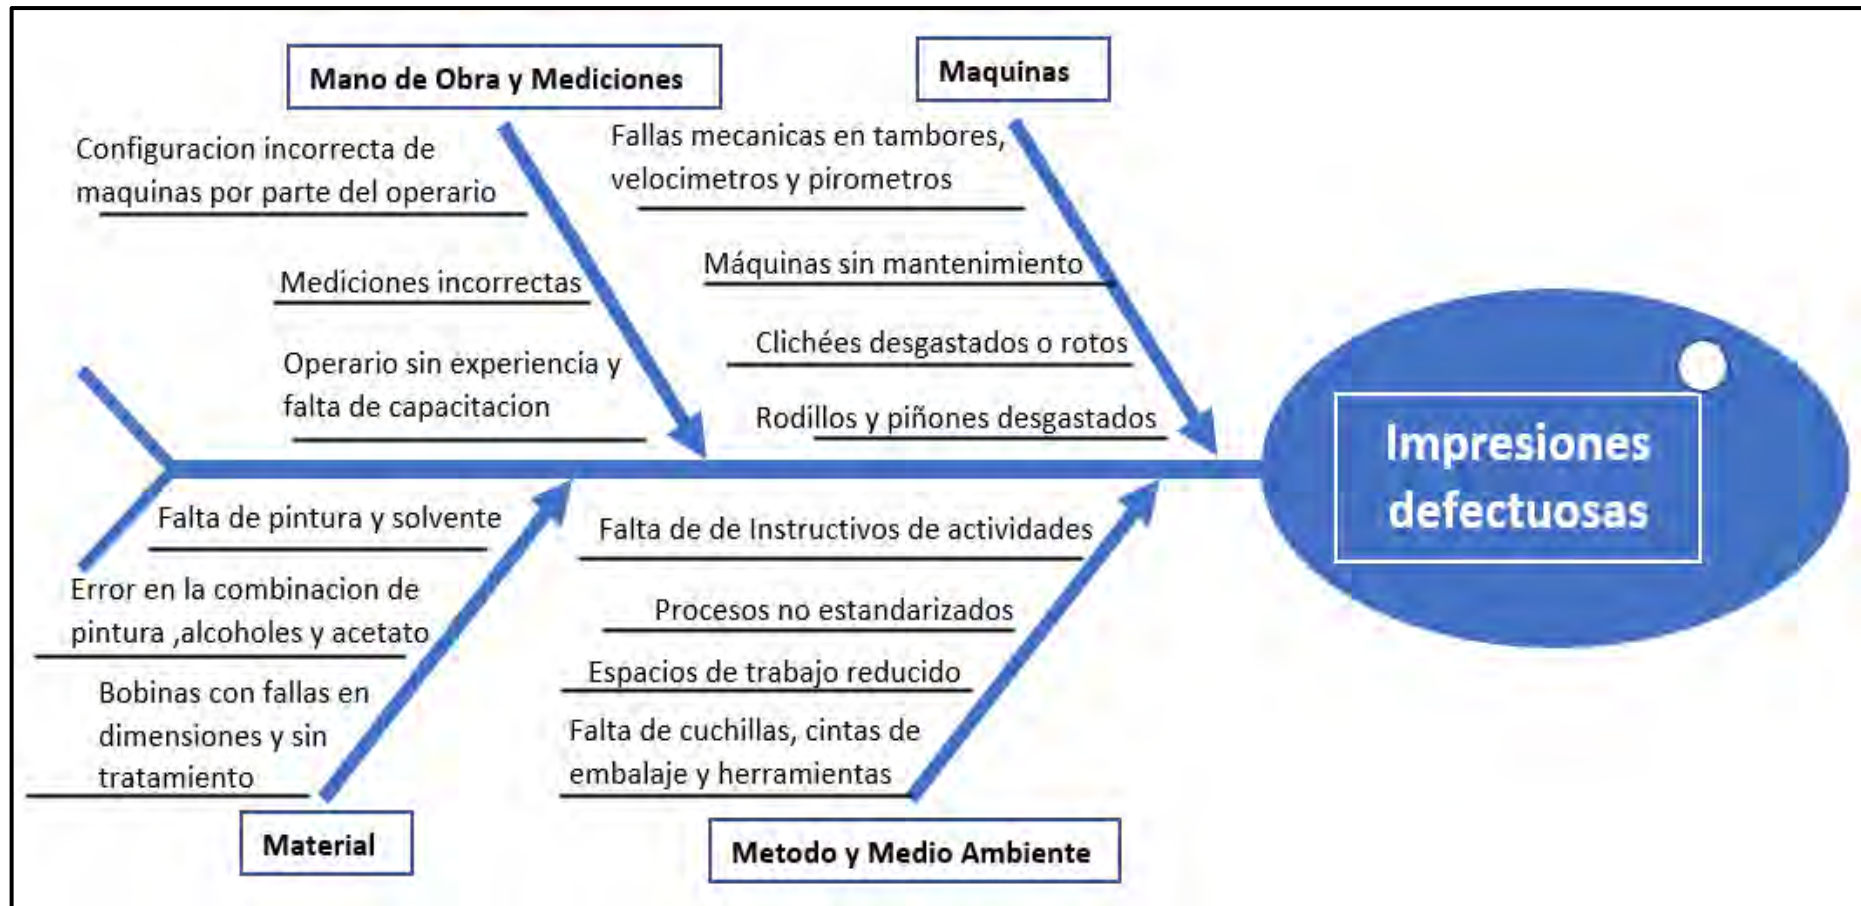 Mano de Obra y Mediciones
Maquinas
Configuracion incorrecta de
maquinas por parte del operario
Mediciones incorrectas
Operario sin experiencia y
falta de capacitacion
Fallas mecanicas en tambores,
velocimetros y pirometros
Máquinas sin mantenimiento
Clichées desgastados o rotos
Rodillos y piñones desgastados
Impresiones
defectuosas
Falta de pintura y solvente
Error en la combinacion de
pintura ,alcoholes y acetato
Bobinas con fallas en
dimensiones y sin
tratamiento
Material
Falta de de Instructivos de actividades
Procesos no estandarizados
Espacios de trabajo reducido
Falta de cuchillas, cintas de
embalaje y herramientas
Metodo y Medio Ambiente